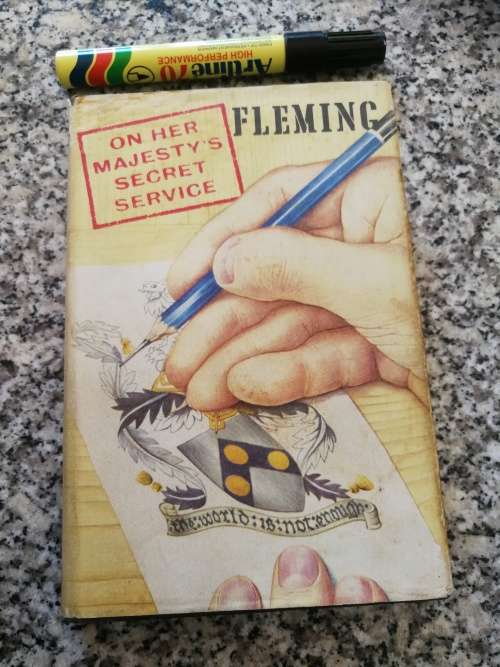 Artline 70
HIGH PERFORMANCE
FLEMING
ON HER
MAJESTY'S
SECRET
SERVICE
the:world:is:not:enough